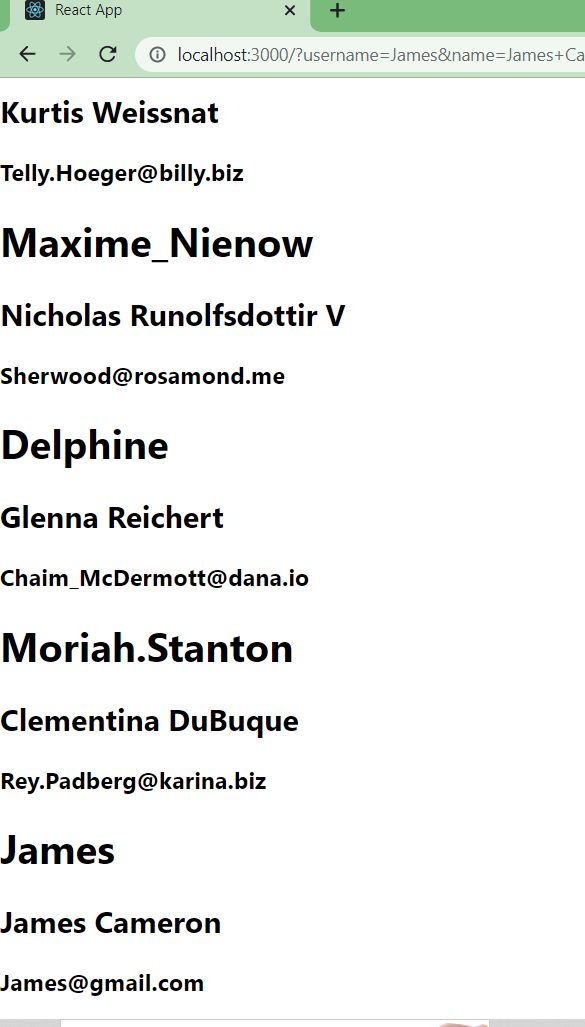 React App
localhost:3000/?username=James&name=James+Ca
Kurtis Weissnat
Telly.Hoeger@billy.biz
Maxime_Nienow
Nicholas Runolfsdottir V
Sherwood@rosamond.me
Delphine
Glenna Reichert
Chaim_McDermott@dana.io
Moriah.Stanton
Clementina DuBuque
Rey.Padberg@karina.biz
James
James Cameron
James@gmail.com